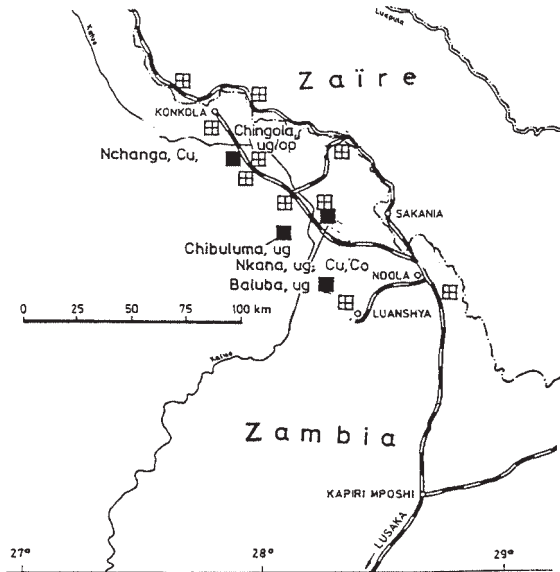 Kafue
Luapula
Zaïre
KONKOLA
Chingola,
ug/op
Nchanga, Cu,
SAKANIA
Chibuluma, ug
Nkana, ug, Cu, Co
NDOLA
Baluba, ug
0 25 50 75 100 km
LUANSHYA
Kafue
Zambia
KAPIRI MPOSHI
LUSAKA
27° 28° 29°